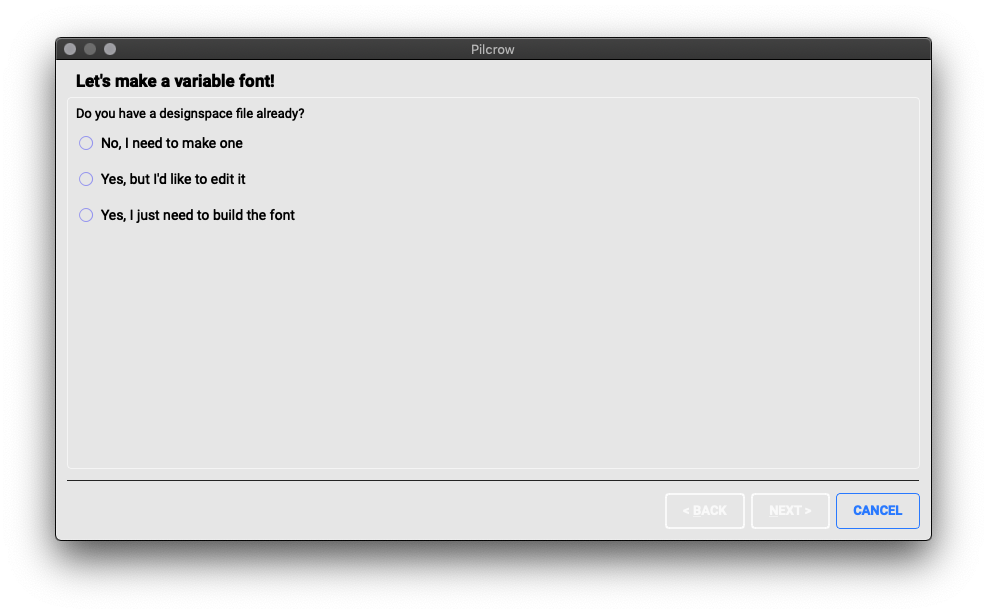 Pilcrow
Let's make a variable font!
Do you have a designspace file already?
No, I need to make one
Yes, but I'd like to edit it
Yes, I just need to build the font
< BACK
NEXT >
CANCEL